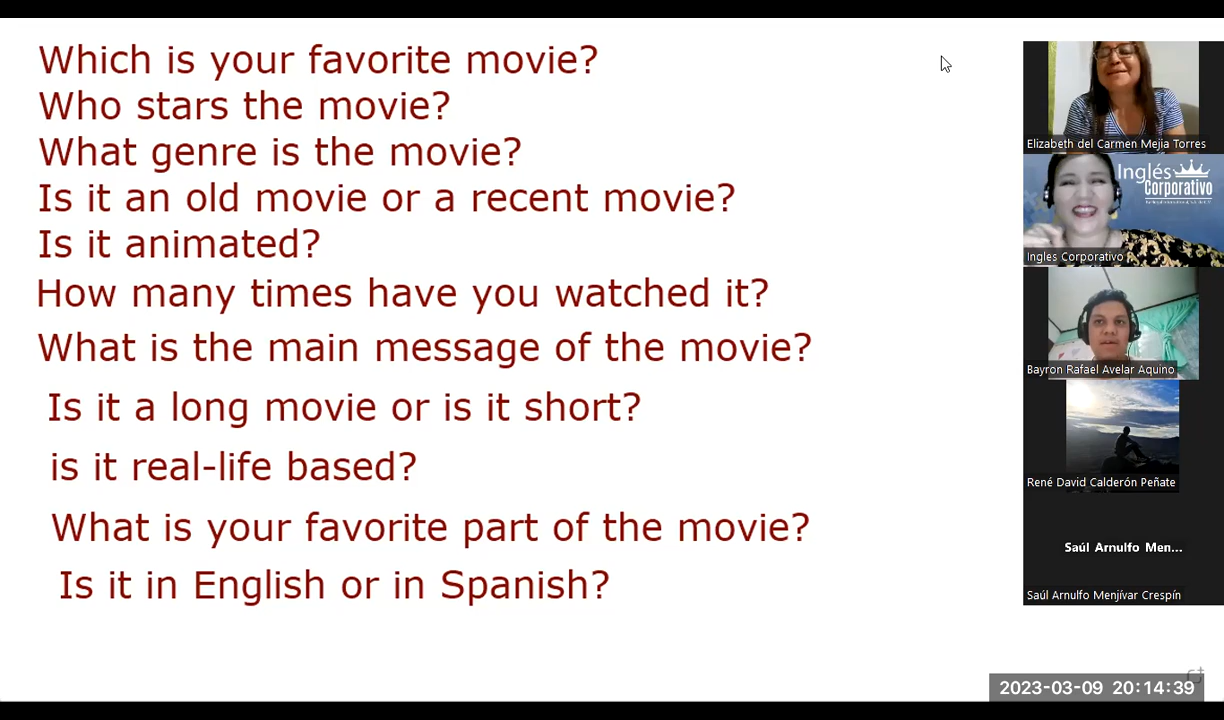 Which is your favorite movie?
Who stars the movie?
What genre is the movie?
Is it an old movie or a recent movie?
Is it animated?
How many times have you watched it?
What is the main message of the movie?
Is it a long movie or is it short?
is it real-life based?
What is your favorite part of the movie?
Is it in English or in Spanish?
Elizabeth del Carmen Mejia Torres
Inglés
Corporativo
Ingles Corporativo
Bayron Rafael Avelar Aquino
René David Calderón Peñate
Saúl Arnulfo Men...
Saúl Arnulfo Menjívar Crespín
2023-03-09 20:14:39